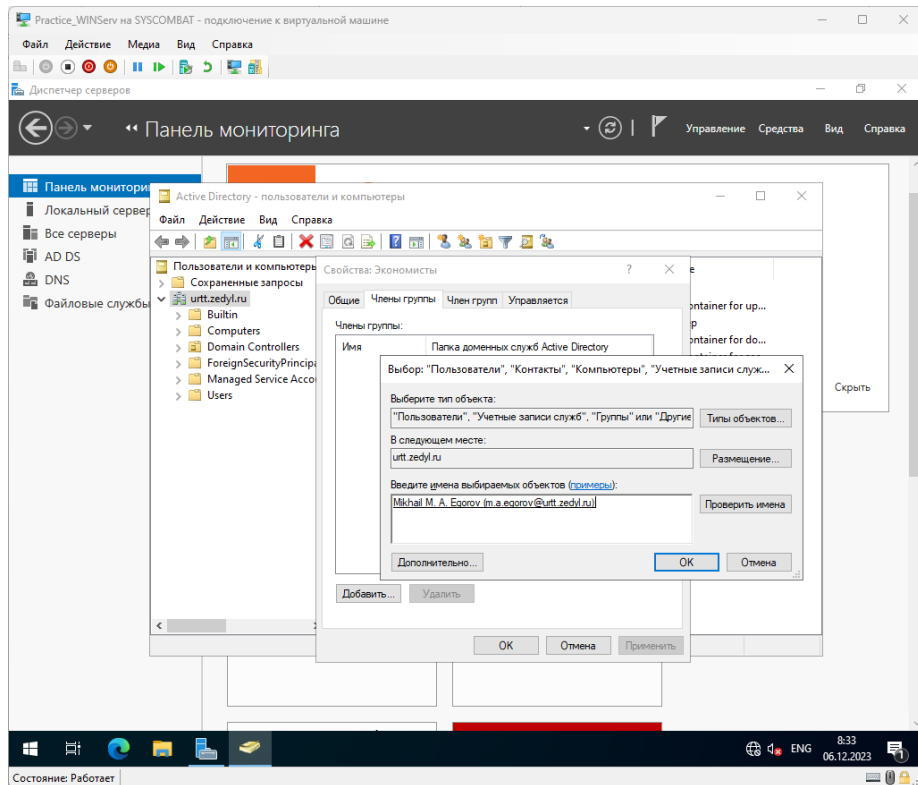 Practice_WINServ на SYSCOMBAT - подключение к виртуальной машине
Файл Действие Медиа Вид Справка
Диспетчер серверов
Панель мониторинга
Управление Средства Вид Справка
Панель монитори
Локальный сервер
Все серверы
AD DS
DNS
Файловые службы
Active Directory - пользователи и компьютеры
Файл Действие Вид Справка
Пользователи и компьютеры
Сохраненные запросы
urtt.zedyl.ru
Builtin
Computers
Domain Controllers
ForeignSecurityPrincipa
Managed Service Accou
Users
Свойства: Экономисты
Общие Члены группы Член групп Управляется
Члены группы:
Имя Папка доменных служб Active Directory
Добавить... Удалить
ОК Отмена Применить
ontainer for up...
ontainer for do...
Скрыть
Выбор: "Пользователи", "Контакты", "Компьютеры", "Учетные записи служ...
Выберите тип объекта:
"Пользователи", "Учетные записи служб", "Группы" или "Другие Типы объектов...
В следующем месте:
urtt.zedyl.ru Размещение...
Введите имена выбираемых объектов (примеры):
Mikhail M. A. Egorov (m.a.egorov@urtt.zedyl.ru) Проверить имена
Дополнительно... ОК Отмена
ENG
8:33
06.12.2023
1
Состояние: Работает